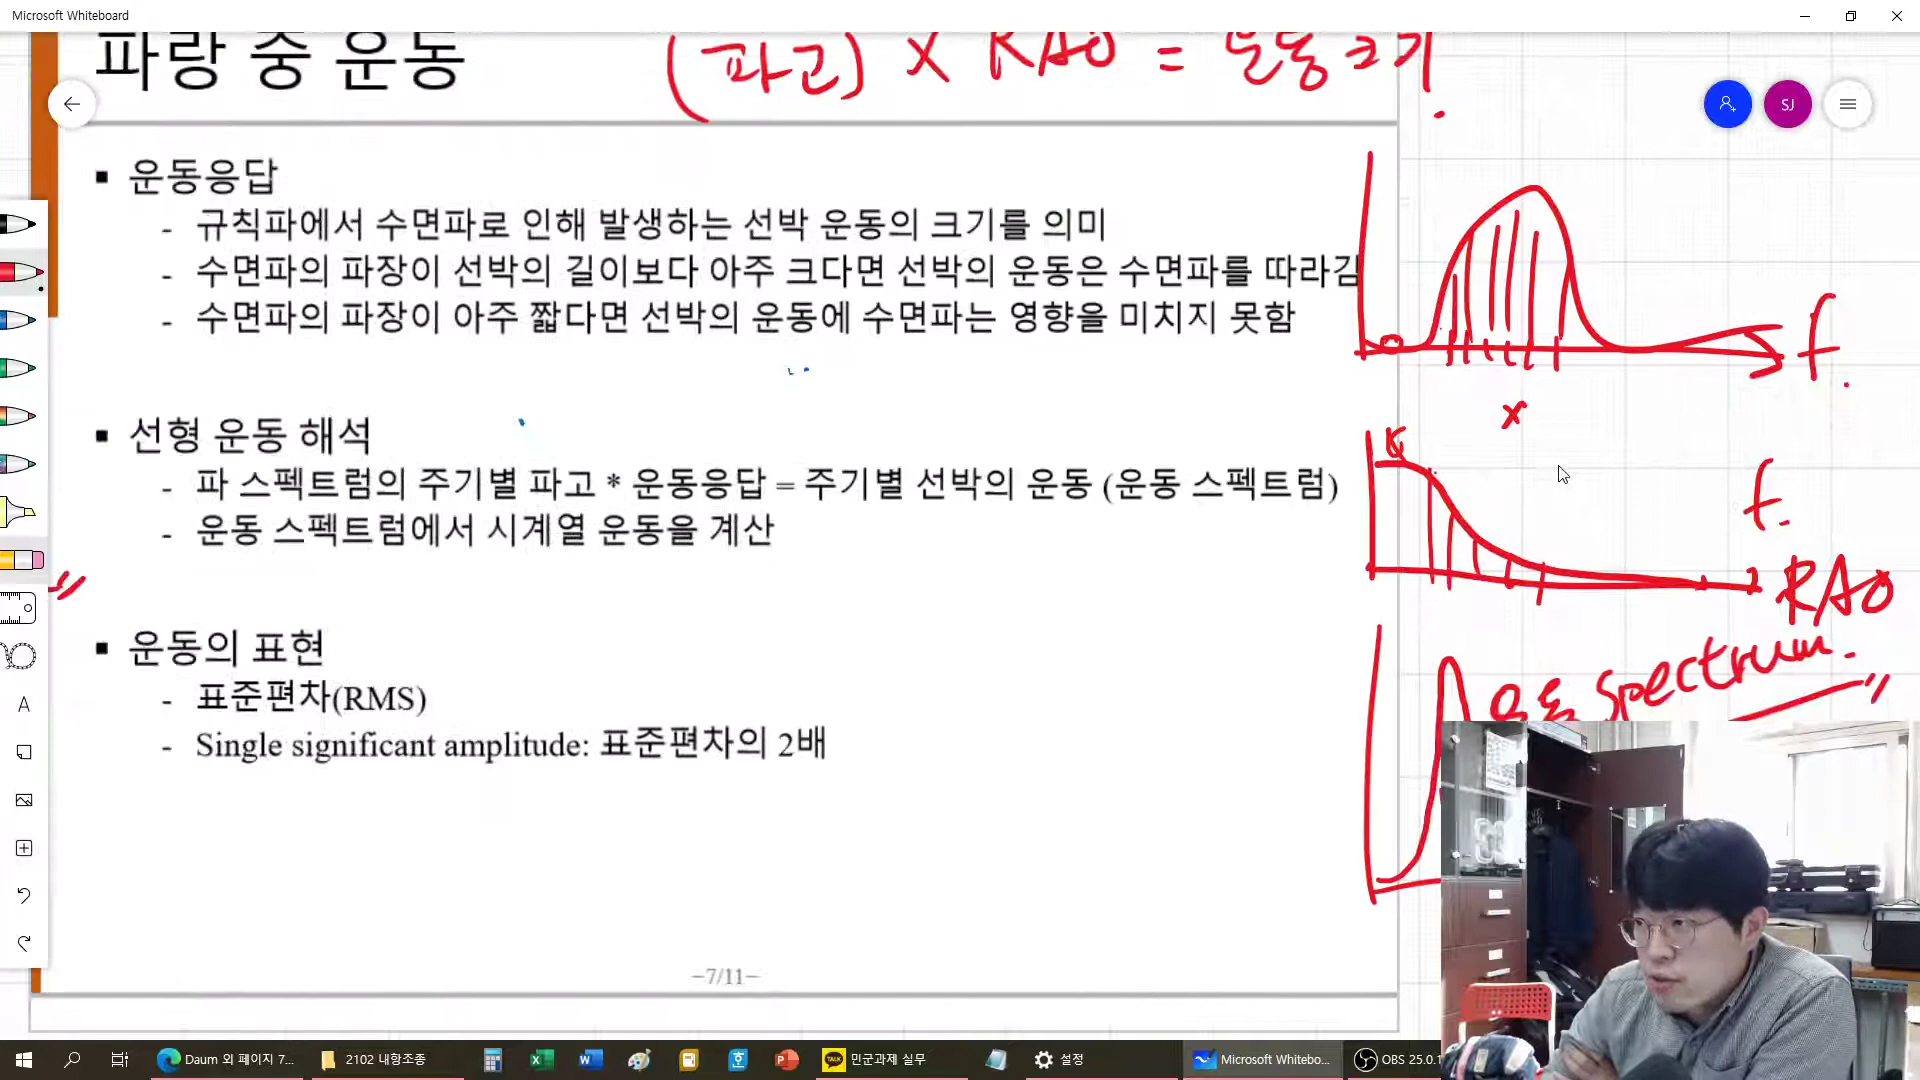 Microsoft Whiteboard
파랑 중 운동
(파고) × RAO = 운동크기.
SJ
▪ 운동응답
- 규칙파에서 수면파로 인해 발생하는 선박 운동의 크기를 의미
- 수면파의 파장이 선박의 길이보다 아주 크다면 선박의 운동은 수면파를 따라감
- 수면파의 파장이 아주 짧다면 선박의 운동에 수면파는 영향을 미치지 못함
f.
x
▪ 선형 운동 해석
- 파 스펙트럼의 주기별 파고 * 운동응답 = 주기별 선박의 운동 (운동 스펙트럼)
- 운동 스펙트럼에서 시계열 운동을 계산
f.
RAO
▪ 운동의 표현
- 표준편차(RMS)
- Single significant amplitude: 표준편차의 2배
운동 spectrum.
A
−7/11−
Daum 외 페이지 7...
2102 내항조종
민군과제 실무
설정
Microsoft Whitebo...
OBS 25.0.1